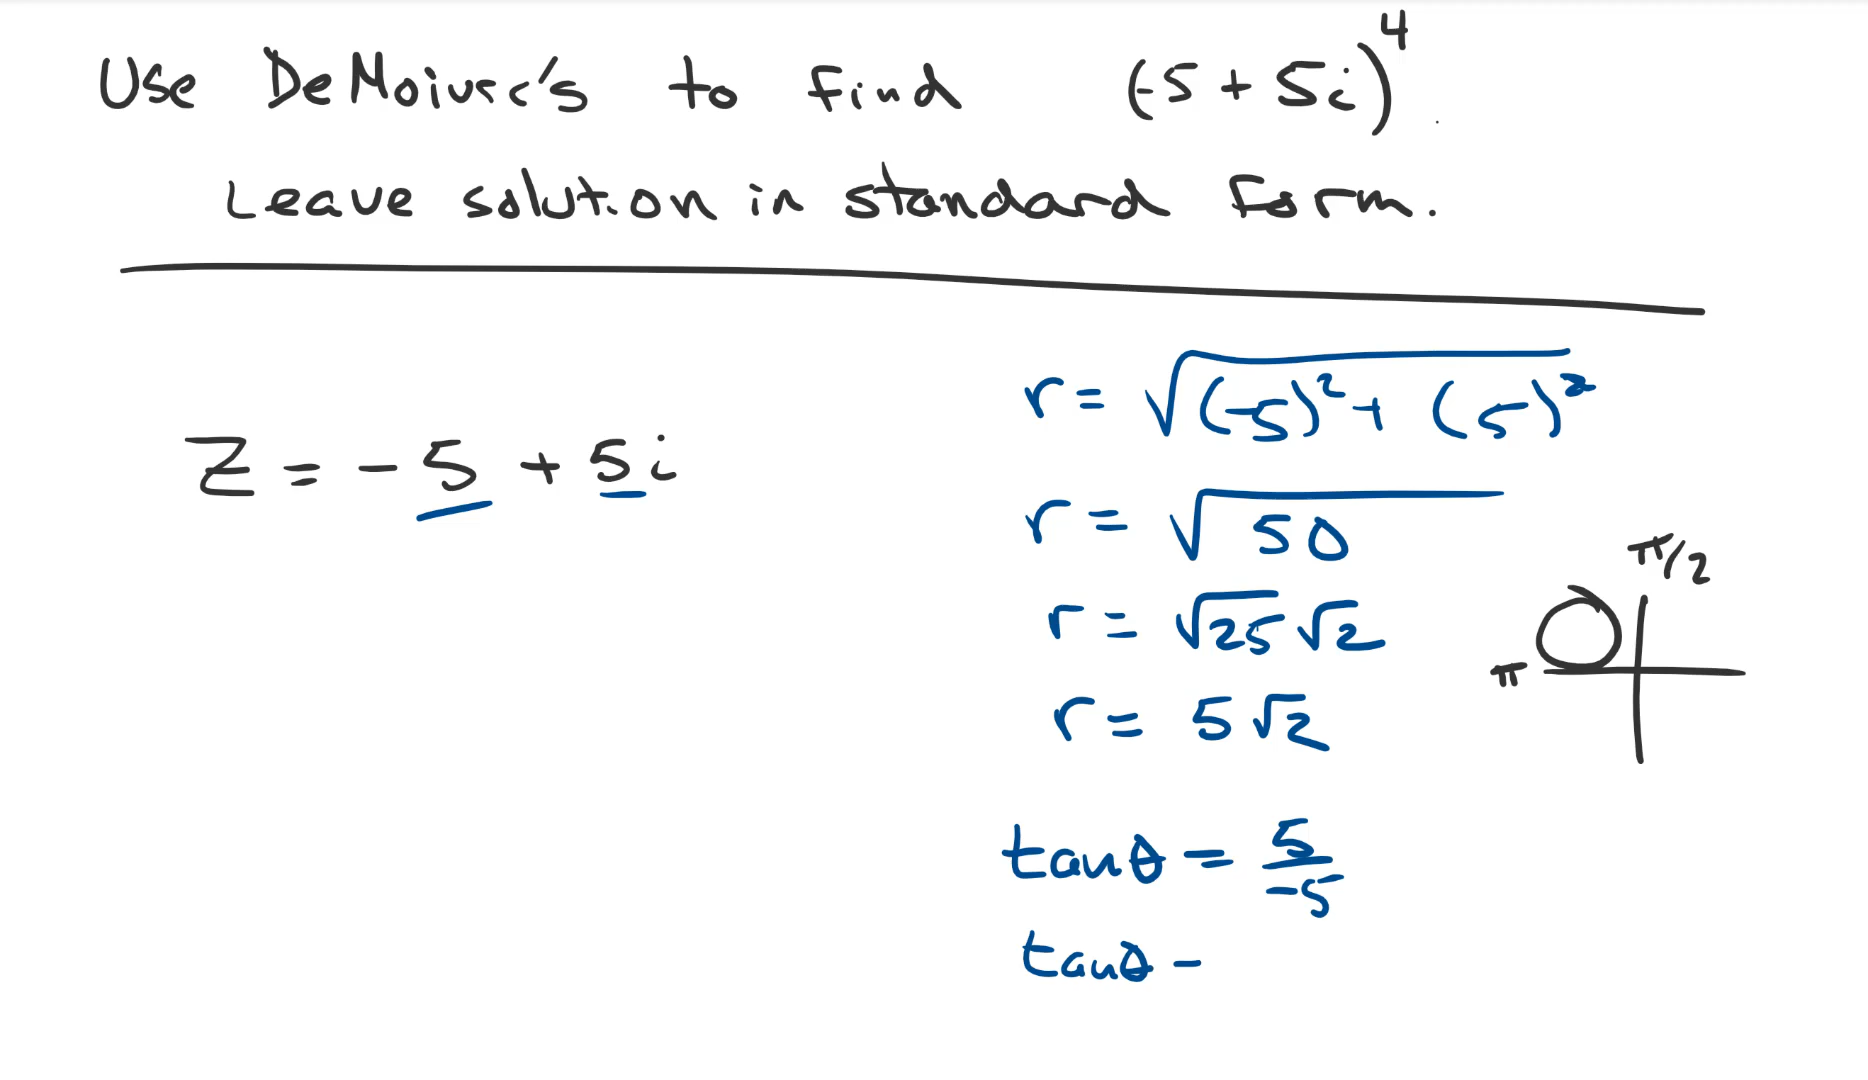 Use DeMoivre's to find (-5 + 5i)^4.
Leave solution in standard form.
z = -5 + 5i
r = √((-5)² + (5)²)
r = √50
r = √25 √2
r = 5√2
π/2
π
tanθ = 5/-5
tanθ -